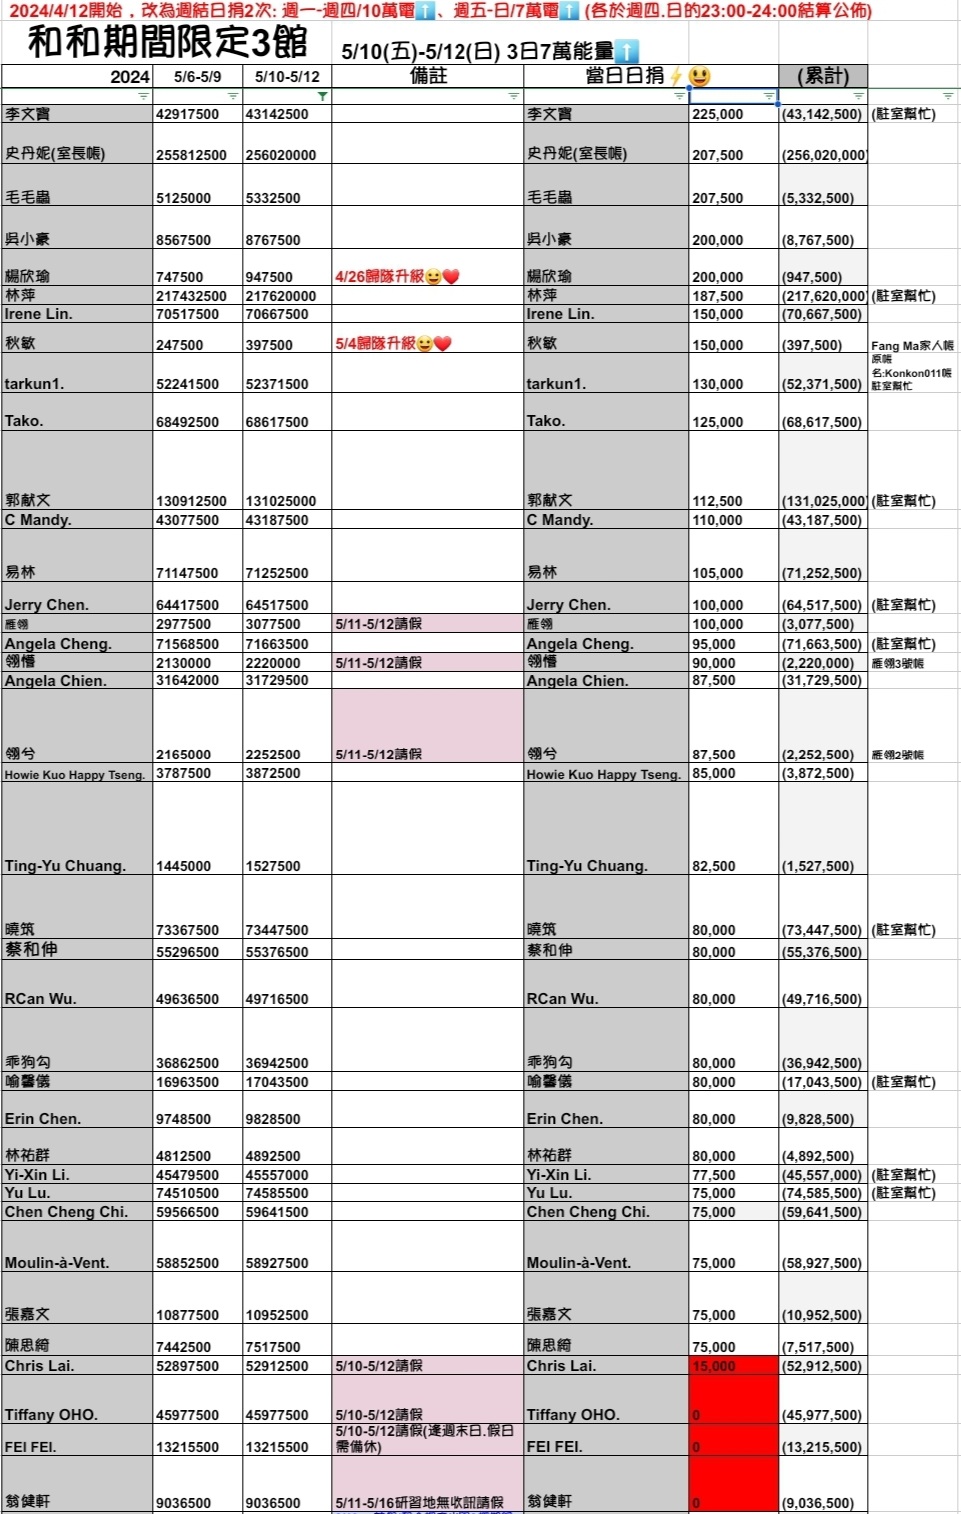 2024/4/12開始，改為週結日捐2次: 週一-週四/10萬電⬆️、週五-日/7萬電⬆️ (各於週四.日的23:00-24:00結算公佈)
和和期間限定3館 5/10(五)-5/12(日) 3日7萬能量⬆️
2024 5/6-5/9 5/10-5/12 備註 當日日捐⚡😃 (累計)
李文寶 42917500 43142500 李文寶 225,000 (43,142,500) (駐室幫忙)
史丹妮(室長帳) 255812500 256020000 史丹妮(室長帳) 207,500 (256,020,000)
毛毛蟲 5125000 5332500 毛毛蟲 207,500 (5,332,500)
吳小豪 8567500 8767500 吳小豪 200,000 (8,767,500)
楊欣瑜 747500 947500 4/26歸隊升級😆❤️ 楊欣瑜 200,000 (947,500)
林萍 217432500 217620000 林萍 187,500 (217,620,000) (駐室幫忙)
Irene Lin. 70517500 70667500 Irene Lin. 150,000 (70,667,500)
秋敏 247500 397500 5/4歸隊升級😆❤️ 秋敏 150,000 (397,500) Fang Ma家人帳
tarkun1. 52241500 52371500 tarkun1. 130,000 (52,371,500) 原帳
名:Konkon011帳
駐室幫忙
Tako. 68492500 68617500 Tako. 125,000 (68,617,500)
郭献文 130912500 131025000 郭献文 112,500 (131,025,000) (駐室幫忙)
C Mandy. 43077500 43187500 C Mandy. 110,000 (43,187,500)
易林 71147500 71252500 易林 105,000 (71,252,500)
Jerry Chen. 64417500 64517500 Jerry Chen. 100,000 (64,517,500) (駐室幫忙)
雁翎 2977500 3077500 5/11-5/12請假 雁翎 100,000 (3,077,500)
Angela Cheng. 71568500 71663500 Angela Cheng. 95,000 (71,663,500) (駐室幫忙)
翎㦤 2130000 2220000 5/11-5/12請假 翎㦤 90,000 (2,220,000) 雁翎3號帳
Angela Chien. 31642000 31729500 Angela Chien. 87,500 (31,729,500)
翎兮 2165000 2252500 5/11-5/12請假 翎兮 87,500 (2,252,500) 雁翎2號帳
Howie Kuo Happy Tseng. 3787500 3872500 Howie Kuo Happy Tseng. 85,000 (3,872,500)
Ting-Yu Chuang. 1445000 1527500 Ting-Yu Chuang. 82,500 (1,527,500)
曉筑 73367500 73447500 曉筑 80,000 (73,447,500) (駐室幫忙)
蔡和伸 55296500 55376500 蔡和伸 80,000 (55,376,500)
RCan Wu. 49636500 49716500 RCan Wu. 80,000 (49,716,500)
乖狗勾 36862500 36942500 乖狗勾 80,000 (36,942,500)
喻馨儀 16963500 17043500 喻馨儀 80,000 (17,043,500) (駐室幫忙)
Erin Chen. 9748500 9828500 Erin Chen. 80,000 (9,828,500)
林祐群 4812500 4892500 林祐群 80,000 (4,892,500)
Yi-Xin Li. 45479500 45557000 Yi-Xin Li. 77,500 (45,557,000) (駐室幫忙)
Yu Lu. 74510500 74585500 Yu Lu. 75,000 (74,585,500) (駐室幫忙)
Chen Cheng Chi. 59566500 59641500 Chen Cheng Chi. 75,000 (59,641,500)
Moulin-à-Vent. 58852500 58927500 Moulin-à-Vent. 75,000 (58,927,500)
張嘉文 10877500 10952500 張嘉文 75,000 (10,952,500)
陳思綺 7442500 7517500 陳思綺 75,000 (7,517,500)
Chris Lai. 52897500 52912500 5/10-5/12請假 Chris Lai. 15,000 (52,912,500)
Tiffany OHO. 45977500 45977500 5/10-5/12請假 Tiffany OHO. 0 (45,977,500)
FEI FEI. 13215500 13215500 5/10-5/12請假(逢週末日.假日需備休) FEI FEI. 0 (13,215,500)
翁健軒 9036500 9036500 5/11-5/16研習地無收訊請假 翁健軒 0 (9,036,500)